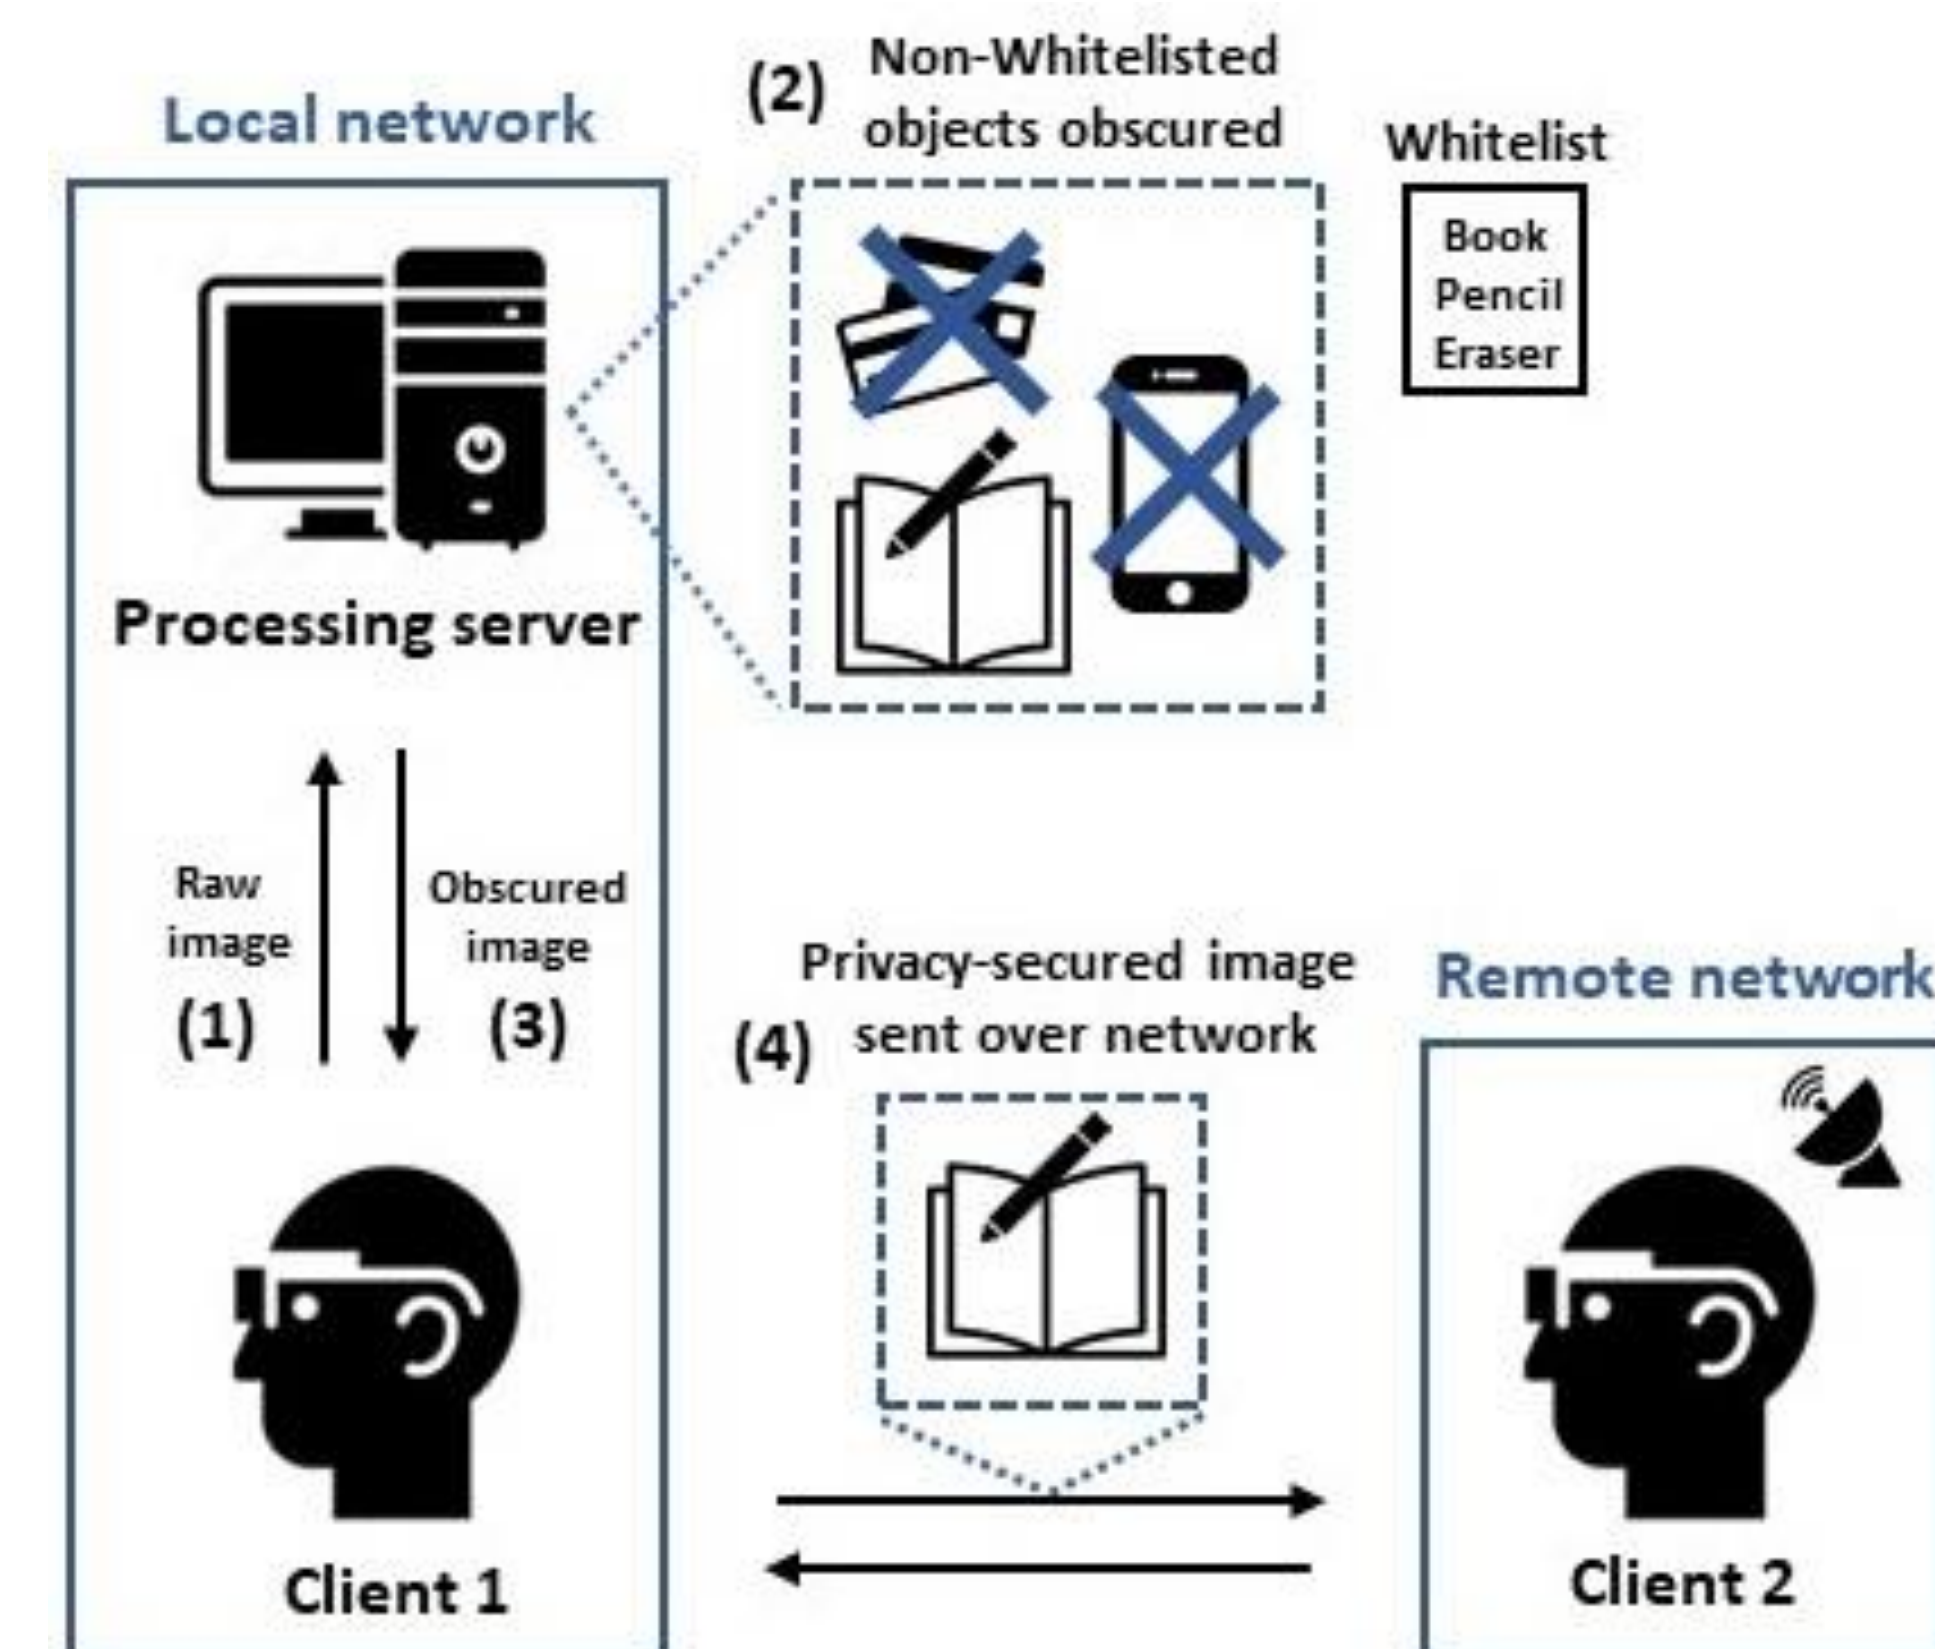 Local network
(2)
Non-Whitelisted
objects obscured
Whitelist
Book
Pencil
Eraser
Processing server
Raw
image
(1)
Obscured
image
(3)
Privacy-secured image
(4)
sent over network
Remote network
Client 1
Client 2